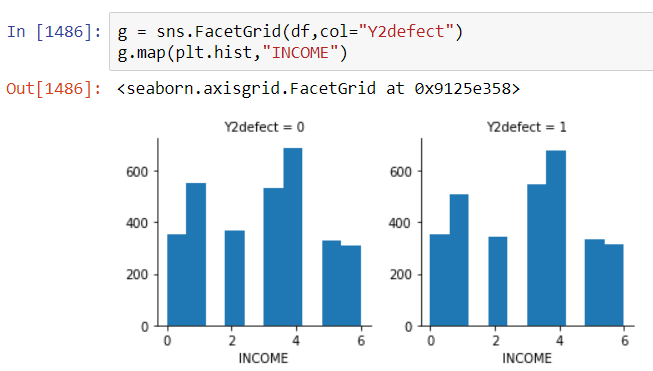 In [1486]: g = sns.FacetGrid(df,col="Y2defect")
g.map(plt.hist,"INCOME")
Out[1486]: <seaborn.axisgrid.FacetGrid at 0x9125e358>
Y2defect = 0 Y2defect = 1
600 600
400 400
200 200
0 0
0 2 4 6 0 2 4 6
INCOME INCOME